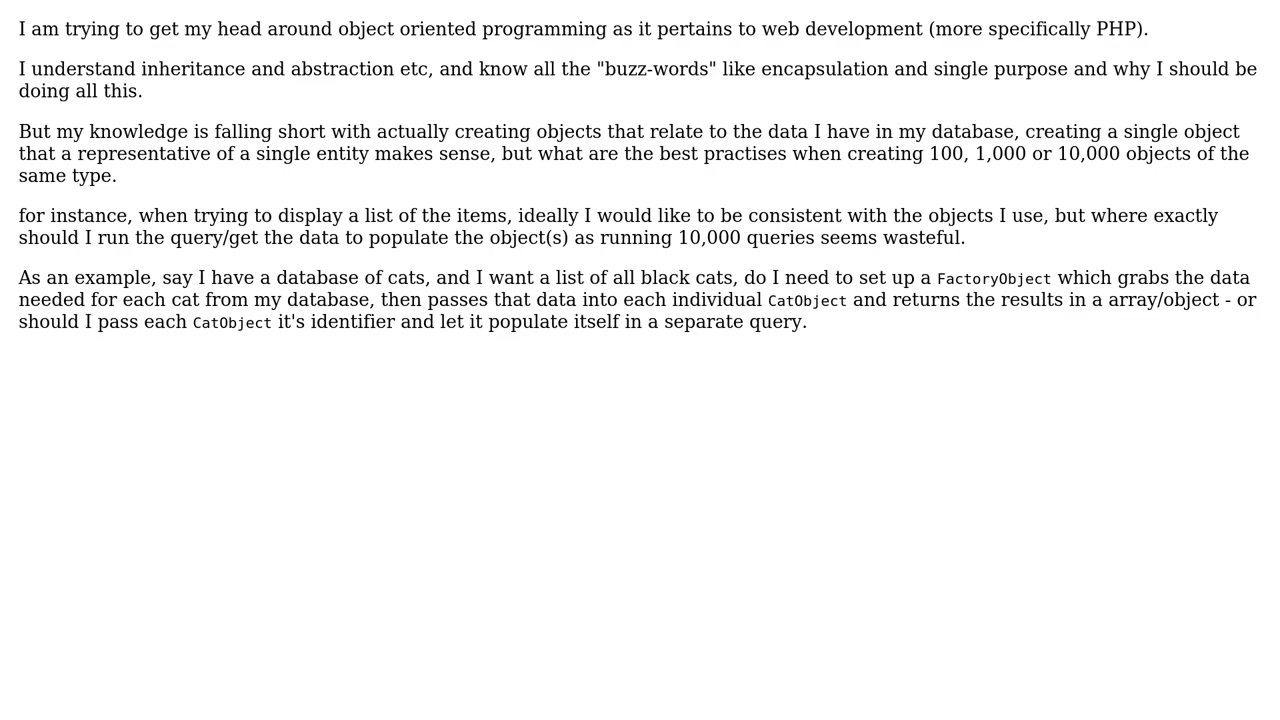 I am trying to get my head around object oriented programming as it pertains to web development (more specifically PHP).
I understand inheritance and abstraction etc, and know all the "buzz-words" like encapsulation and single purpose and why I should be
doing all this.
But my knowledge is falling short with actually creating objects that relate to the data I have in my database, creating a single object
that a representative of a single entity makes sense, but what are the best practises when creating 100, 1,000 or 10,000 objects of the
same type.
for instance, when trying to display a list of the items, ideally I would like to be consistent with the objects I use, but where exactly
should I run the query/get the data to populate the object(s) as running 10,000 queries seems wasteful.
As an example, say I have a database of cats, and I want a list of all black cats, do I need to set up a FactoryObject which grabs the data
needed for each cat from my database, then passes that data into each individual CatObject and returns the results in a array/object - or
should I pass each CatObject it's identifier and let it populate itself in a separate query.